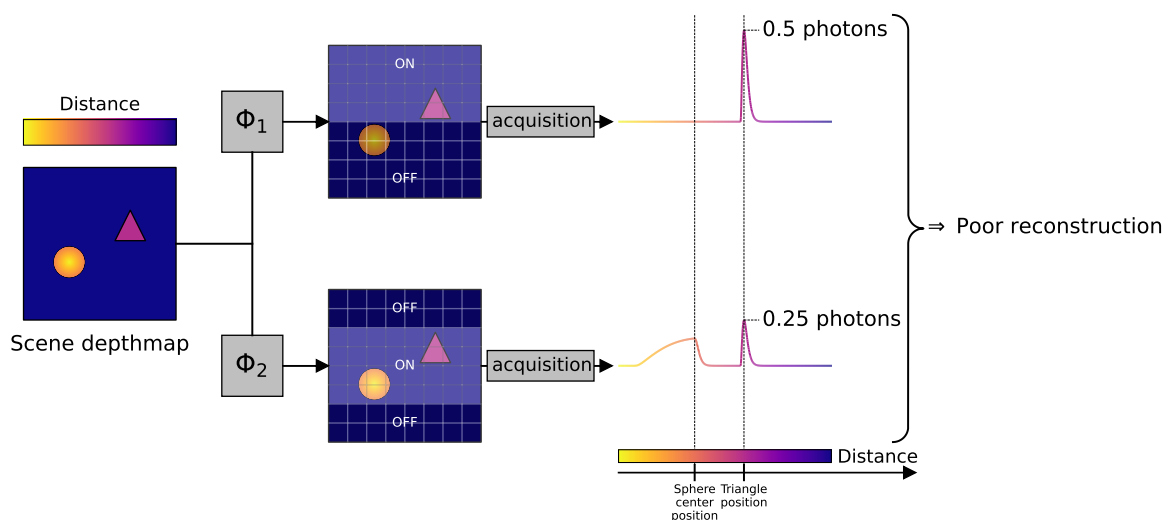 Distance
Scene depthmap
Φ1
ON
OFF
acquisition
0.5 photons
Φ2
OFF
ON
OFF
acquisition
0.25 photons
⇒ Poor reconstruction
Distance
Sphere
center
position
Triangle
position